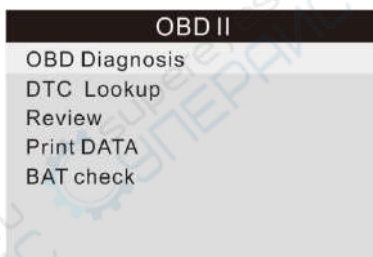 OBD II
OBD Diagnosis
DTC Lookup
Review
Print DATA
BAT check